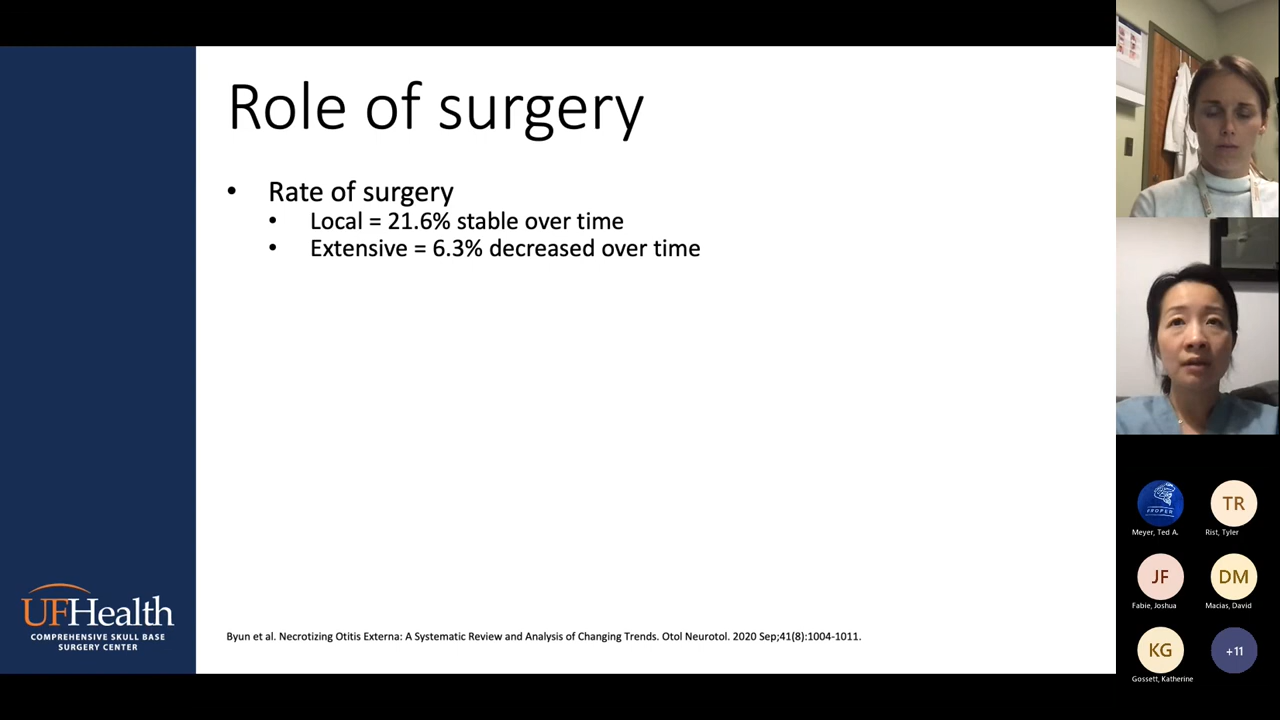 Role of surgery
• Rate of surgery
• Local = 21.6% stable over time
• Extensive = 6.3% decreased over time
UFHealth
COMPREHENSIVE SKULL BASE
SURGERY CENTER
Byun et al. Necrotizing Otitis Externa: A Systematic Review and Analysis of Changing Trends. Otol Neurotol. 2020 Sep;41(8):1004-1011.
PROPEL
Meyer, Ted A.
TR
Rist, Tyler
JF
Fabie, Joshua
DM
Macias, David
KG
Gossett, Katherine
+11